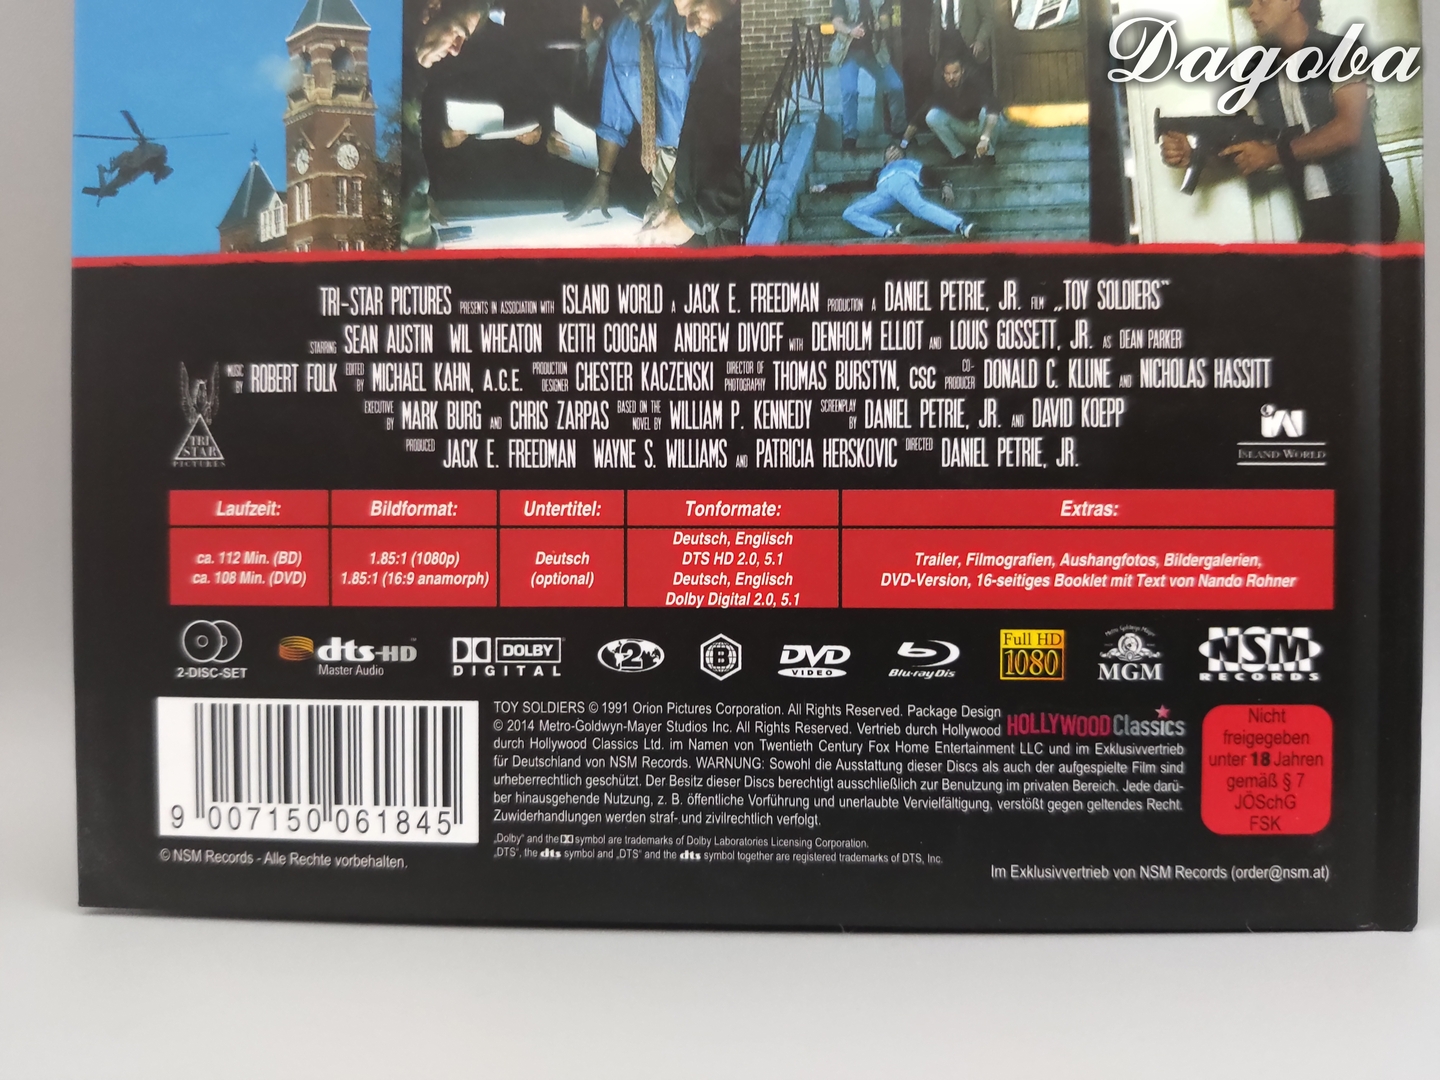 Dagoba
TRI-STAR PICTURES PRESENTS IN ASSOCIATION WITH ISLAND WORLD A JACK E. FREEDMAN PRODUCTION A DANIEL PETRIE, JR. FILM „TOY SOLDIERS"
STARRING SEAN AUSTIN WIL WHEATON KEITH COOGAN ANDREW DIVOFF WITH DENHOLM ELLIOT AND LOUIS GOSSETT, JR. AS DEAN PARKER
MUSIC BY ROBERT FOLK EDITED BY MICHAEL KAHN, A.C.E. PRODUCTION DESIGNER CHESTER KACZENSKI DIRECTOR OF PHOTOGRAPHY THOMAS BURSTYN, CSC CO-PRODUCER DONALD C. KLUNE AND NICHOLAS HASSITT
EXECUTIVE BY MARK BURG AND CHRIS ZARPAS BASED ON THE NOVEL BY WILLIAM P. KENNEDY SCREENPLAY BY DANIEL PETRIE, JR. AND DAVID KOEPP
PRODUCED JACK E. FREEDMAN WAYNE S. WILLIAMS AND PATRICIA HERSKOVIC DIRECTED DANIEL PETRIE, JR.
TRI
STAR
PICTURES
ISLAND WORLD
Laufzeit: Bildformat: Untertitel: Tonformate: Extras:
ca. 112 Min. (BD)
ca. 108 Min. (DVD)
1.85:1 (1080p)
1.85:1 (16:9 anamorph)
Deutsch
(optional)
Deutsch, Englisch
DTS HD 2.0, 5.1
Deutsch, Englisch
Dolby Digital 2.0, 5.1
Trailer, Filmografien, Aushangfotos, Bildergalerien,
DVD-Version, 16-seitiges Booklet mit Text von Nando Rohner
2-DISC-SET
dts-HD
Master Audio
DOLBY
DIGITAL
2
B
DVD
VIDEO
Blu-ray Disc
Full HD
1080
MGM
NSM
RECORDS
9 007150 061845
© NSM Records - Alle Rechte vorbehalten.
TOY SOLDIERS © 1991 Orion Pictures Corporation. All Rights Reserved. Package Design
© 2014 Metro-Goldwyn-Mayer Studios Inc. All Rights Reserved. Vertrieb durch Hollywood
durch Hollywood Classics Ltd. im Namen von Twentieth Century Fox Home Entertainment LLC und im Exklusivvertrieb
für Deutschland von NSM Records. WARNUNG: Sowohl die Ausstattung dieser Discs als auch der aufgespielte Film sind
urheberrechtlich geschützt. Der Besitz dieser Discs berechtigt ausschließlich zur Benutzung im privaten Bereich. Jede darü-
ber hinausgehende Nutzung, z. B. öffentliche Vorführung und unerlaubte Vervielfältigung, verstößt gegen geltendes Recht.
Zuwiderhandlungen werden straf- und zivilrechtlich verfolgt.
HOLLYWOOD Classics
„Dolby" and the symbol are trademarks of Dolby Laboratories Licensing Corporation.
„DTS", the dts symbol and „DTS" and the dts symbol together are registered trademarks of DTS, Inc.
Nicht
freigegeben
unter 18 Jahren
gemäß § 7
JÖSchG
FSK
Im Exklusivvertrieb von NSM Records (order@nsm.at)